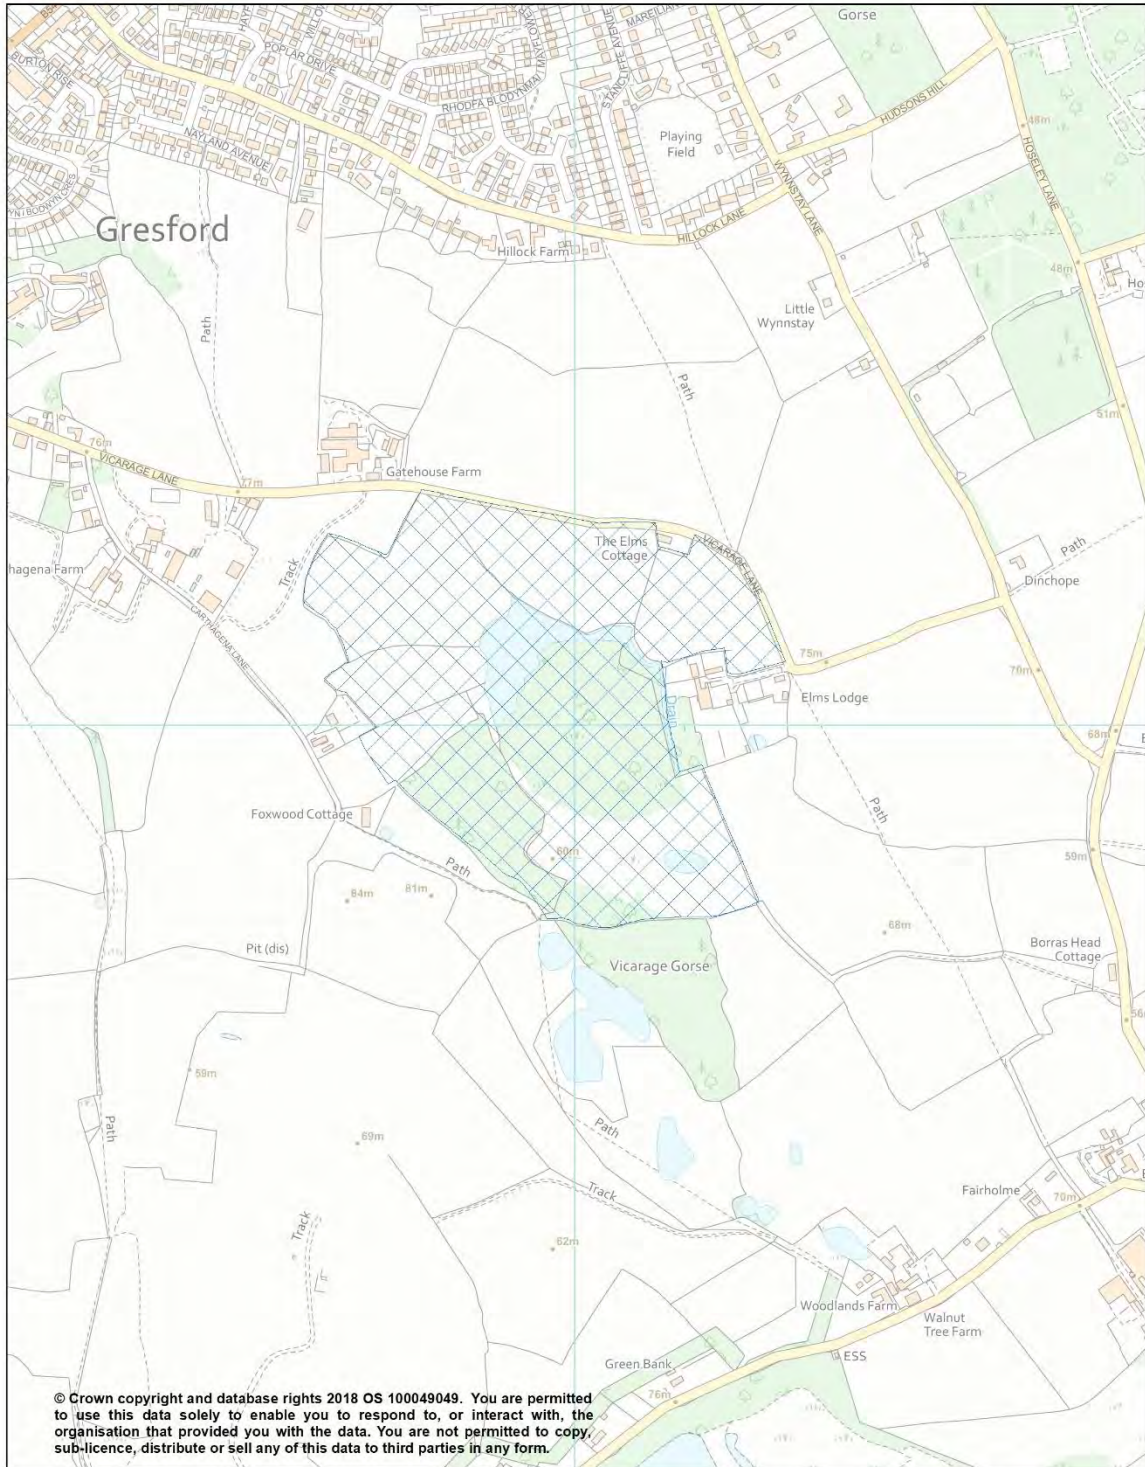 Gorse
BURTON RISE
POPLAR DRIVE
RHODFA BLODYNMAI
MAYFLOWER
STANCLIFFE AVENUE
NAYLAND AVENUE
Playing
Field
HUDSONS HILL
48m
HOSELEY LANE
WYNNSTAY LANE
Gresford
HILLOCK LANE
Hillock Farm
48m
Little
Wynnstay
Path
Path
51m
76m
VICARAGE LANE
77m
Gatehouse Farm
The Elms
Cottage
VICARAGE LANE
Path
Dinchope
hagena Farm
Track
CARTHAGENA LANE
75m
70m
Elms Lodge
Drain
68m
Foxwood Cottage
Path
Path
60m
59m
84m
81m
68m
Pit (dis)
Vicarage Gorse
Borras Head
Cottage
56m
59m
Path
Path
69m
Track
Fairholme
70m
Track
62m
Woodlands Farm
Walnut
Tree Farm
ESS
Green Bank
76m
© Crown copyright and database rights 2018 OS 100049049. You are permitted
to use this data solely to enable you to respond to, or interact with, the
organisation that provided you with the data. You are not permitted to copy,
sub-licence, distribute or sell any of this data to third parties in any form.